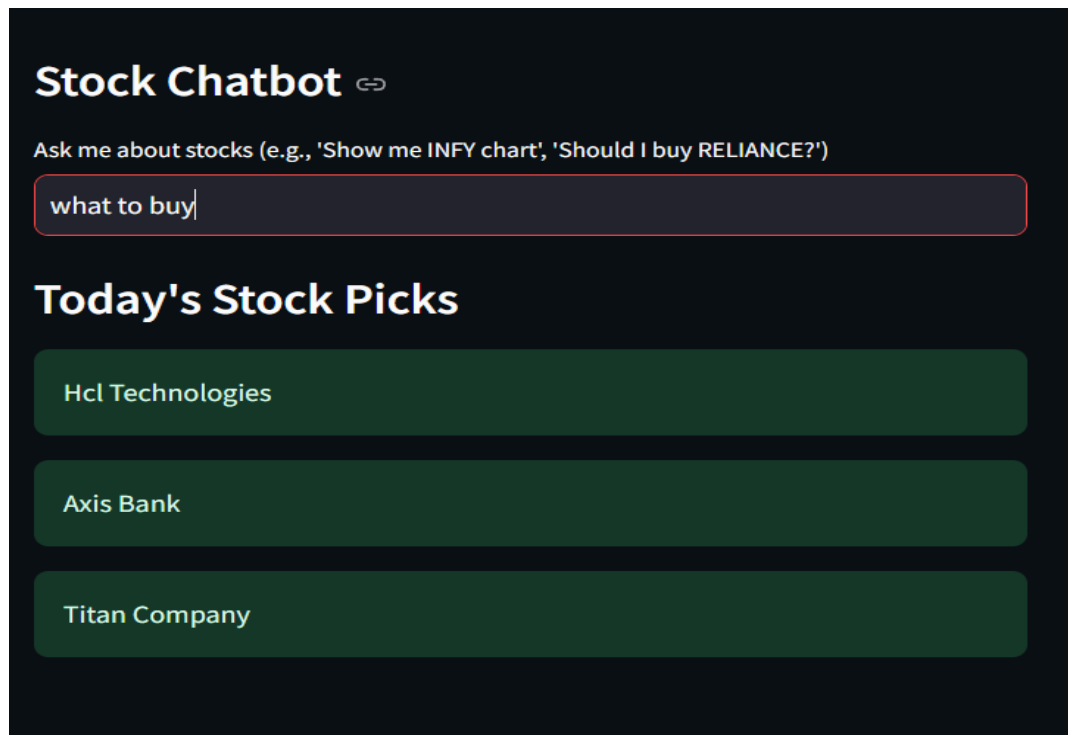 Stock Chatbot
Ask me about stocks (e.g., 'Show me INFY chart', 'Should I buy RELIANCE?')
what to buy
Today's Stock Picks
Hcl Technologies
Axis Bank
Titan Company